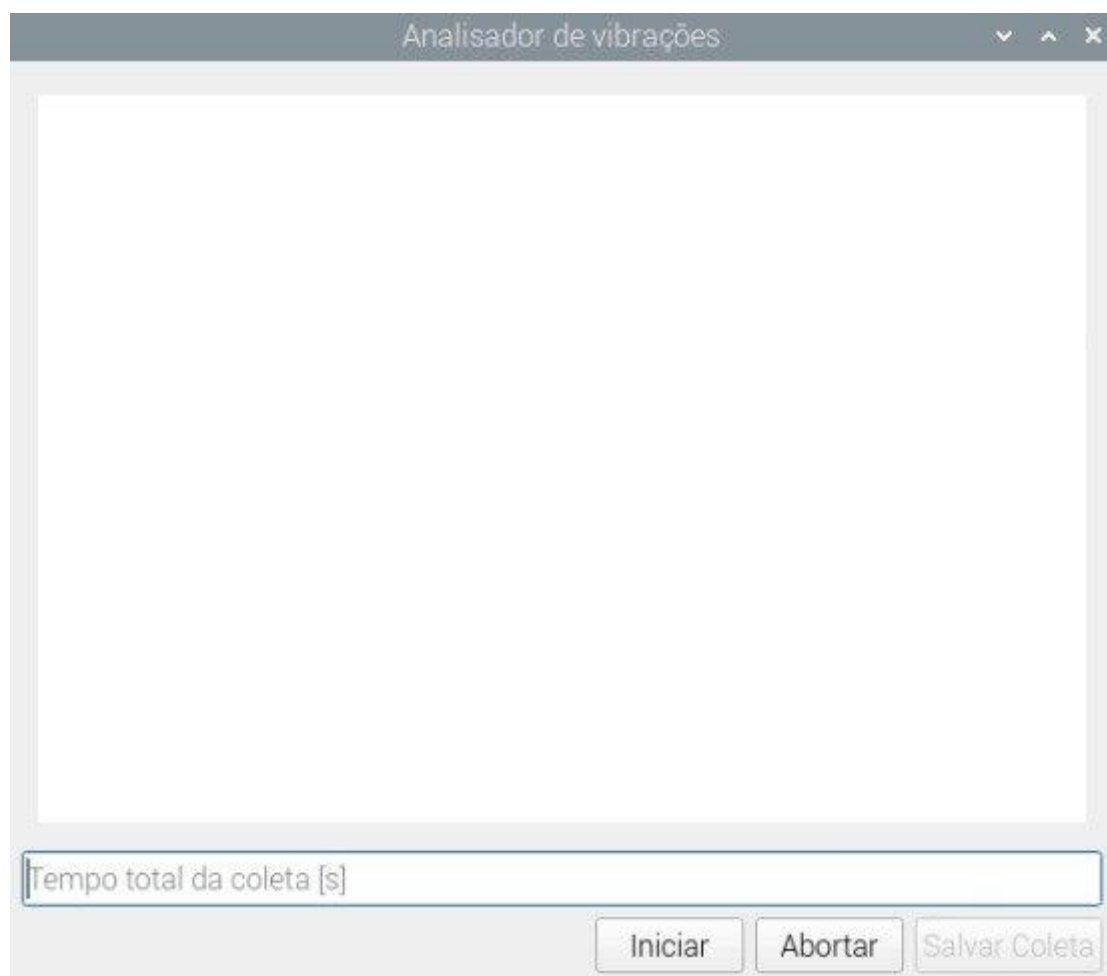 Analisador de vibrações
Tempo total da coleta [s]
Iniciar Abortar Salvar Coleta